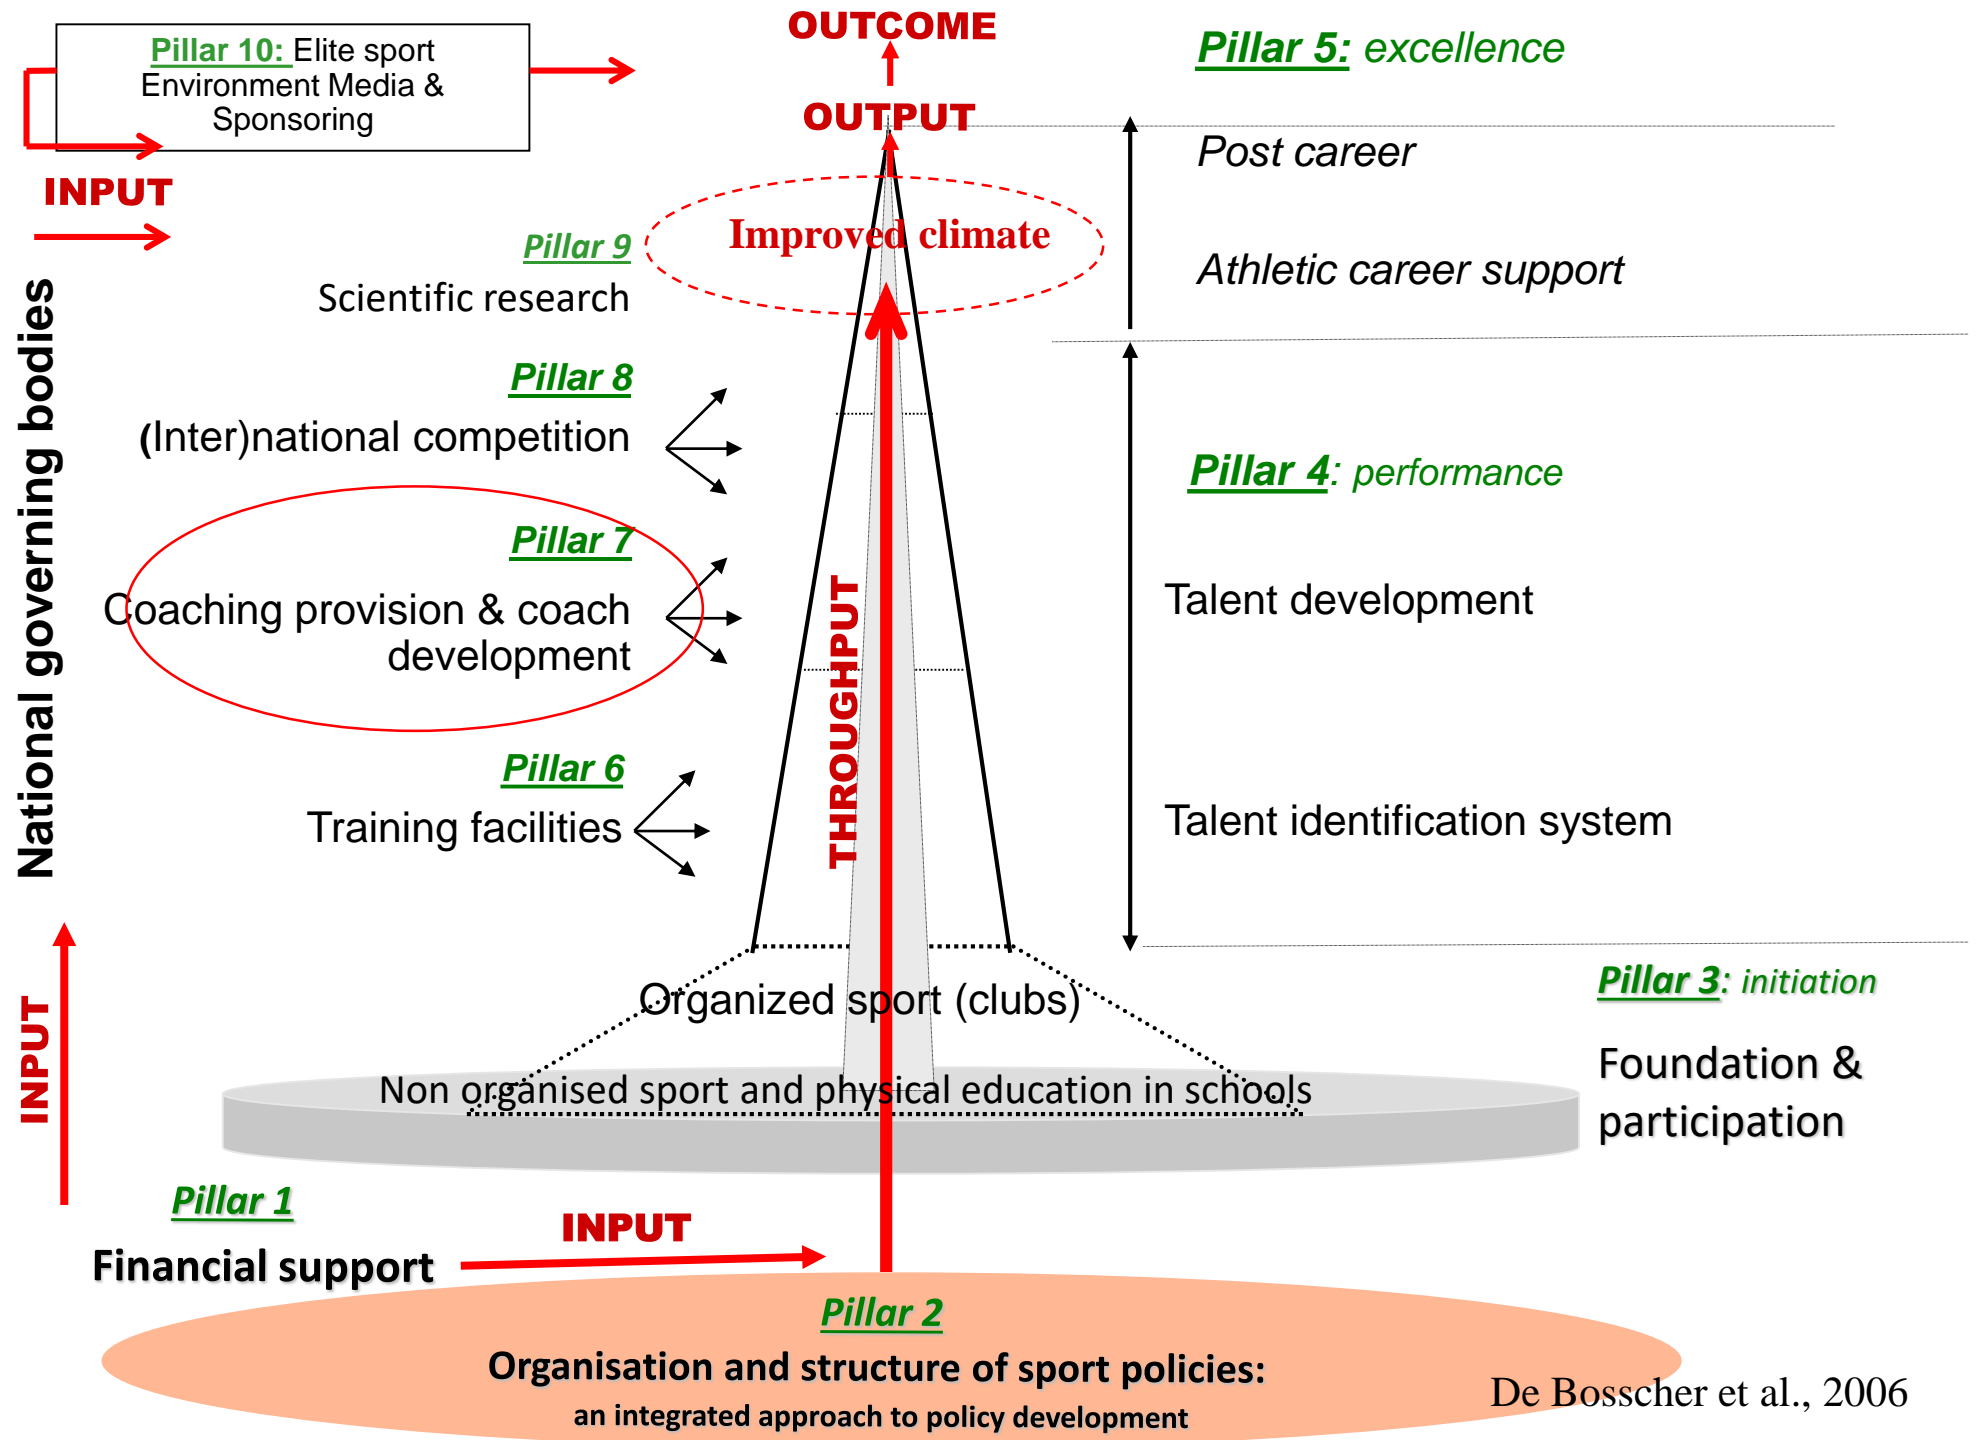 OUTCOME
Pillar 10: Elite sport
Environment Media &
Sponsoring
Pillar 5: excellence
OUTPUT
Post career
INPUT
Improved climate
Pillar 9
Scientific research
Athletic career support
National governing bodies
Pillar 8
(Inter)national competition
Pillar 4: performance
Pillar 7
Coaching provision & coach
development
Talent development
THROUGHPUT
Pillar 6
Training facilities
Talent identification system
Organized sport (clubs)
Pillar 3: initiation
Foundation &
participation
Non organised sport and physical education in schools
INPUT
Pillar 1
Financial support
INPUT
Pillar 2
Organisation and structure of sport policies:
an integrated approach to policy development
De Bosscher et al., 2006